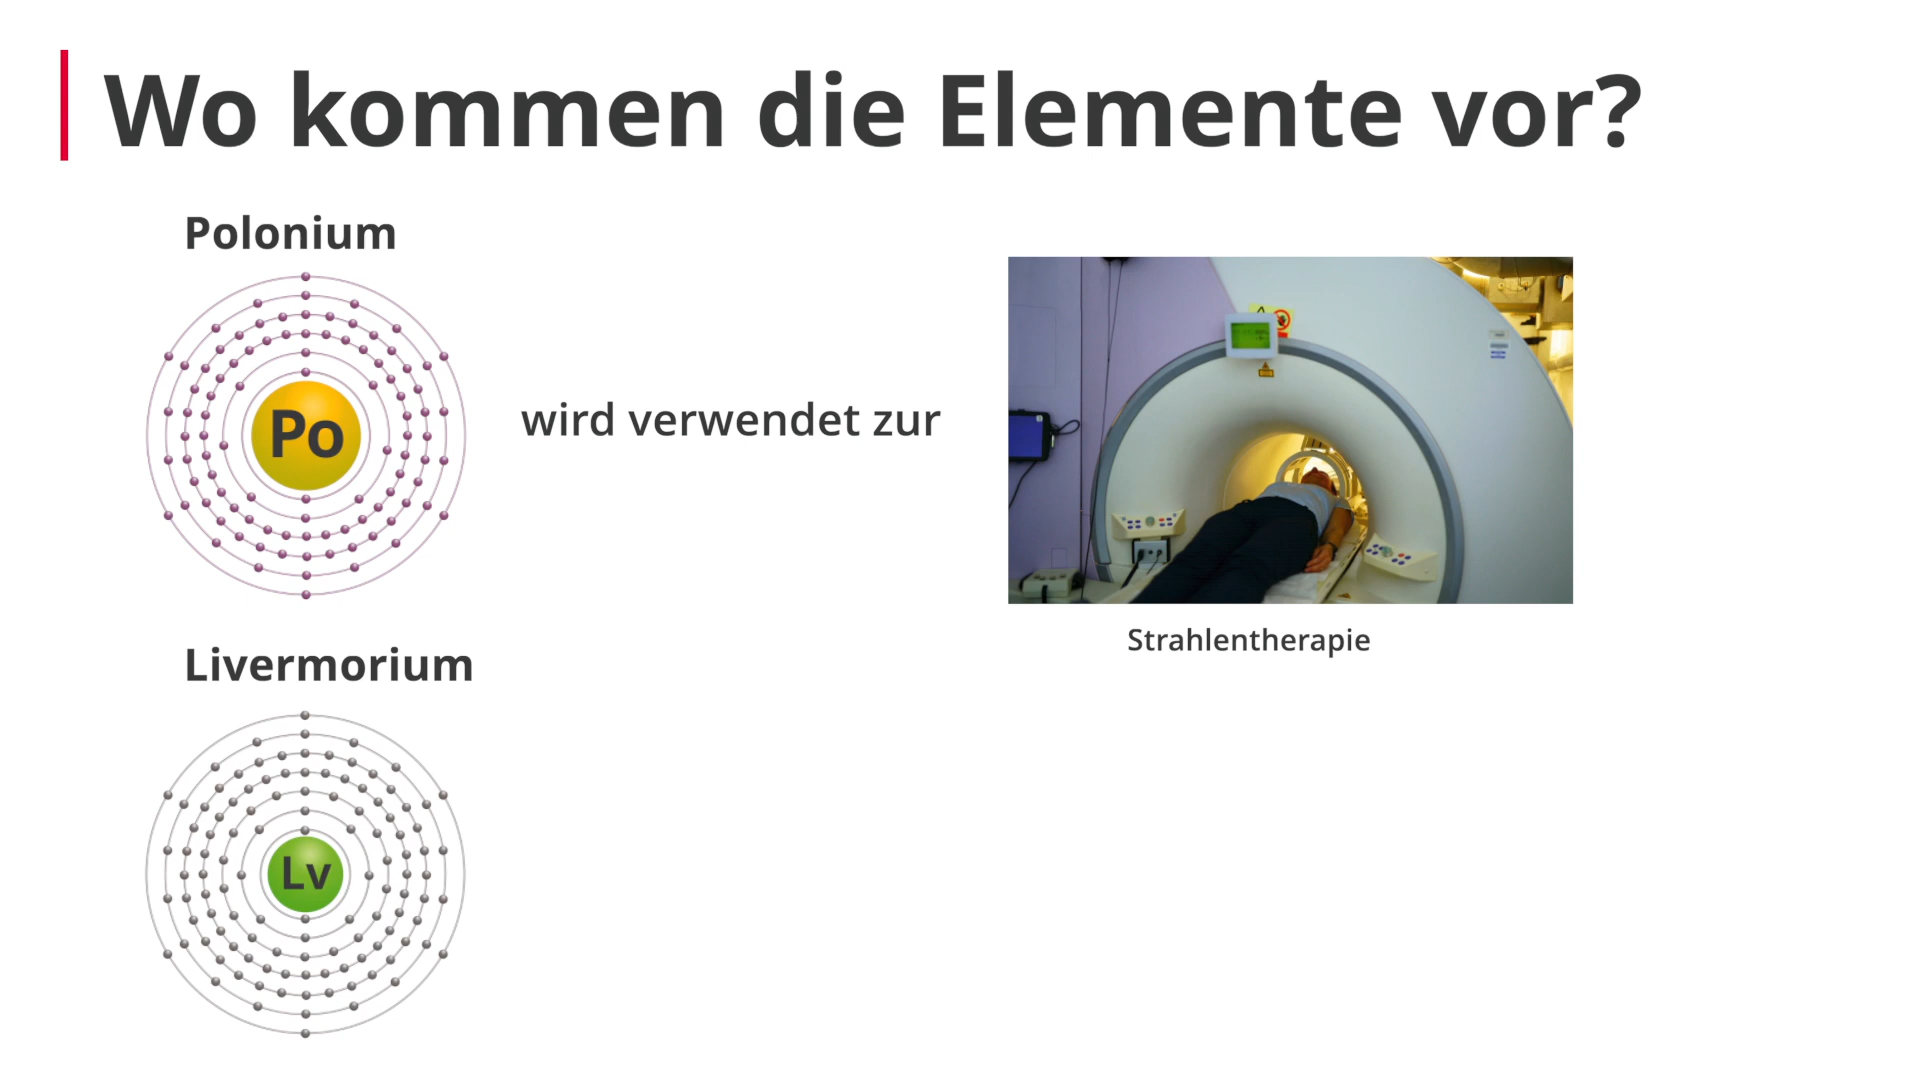 Wo kommen die Elemente vor?
Polonium
Po
wird verwendet zur
Strahlentherapie
Livermorium
Lv